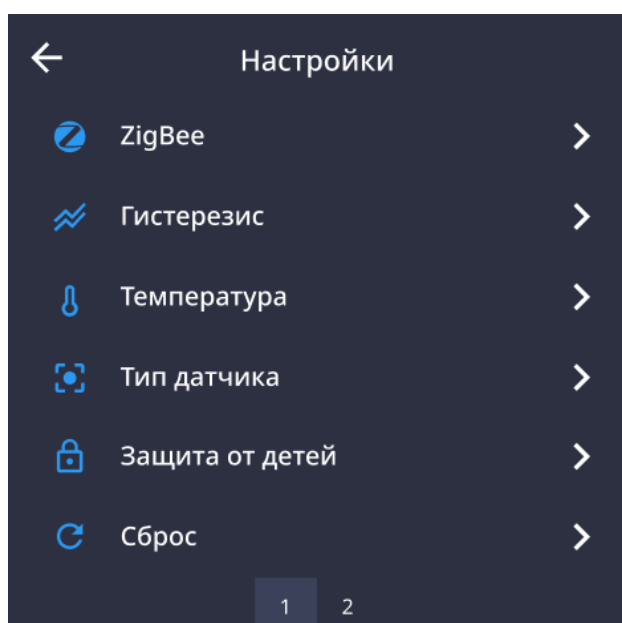 Настройки
ZigBee
Гистерезис
Температура
Тип датчика
Защита от детей
Сброс
1 2